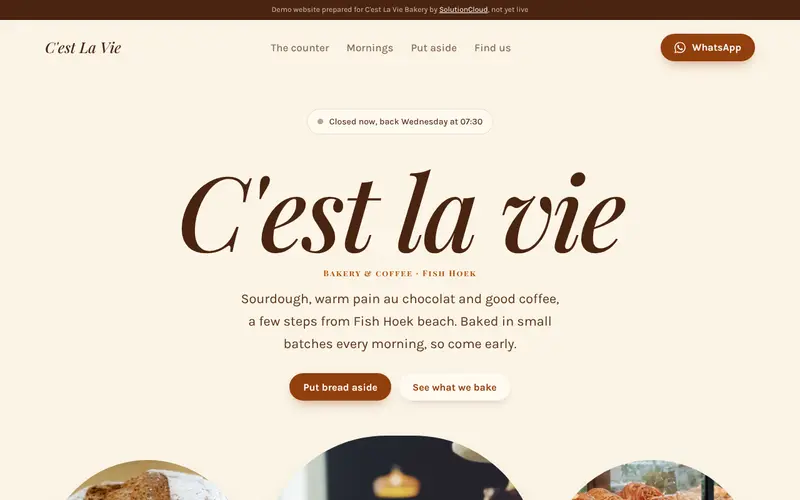 Demo website prepared for C'est La Vie Bakery by SolutionCloud, not yet live
C'est La Vie
The counter
Mornings
Put aside
Find us
WhatsApp
Closed now, back Wednesday at 07:30
C'est la vie
Bakery & coffee · Fish Hoek
Sourdough, warm pain au chocolat and good coffee,
a few steps from Fish Hoek beach. Baked in small
batches every morning, so come early.
Put bread aside
See what we bake